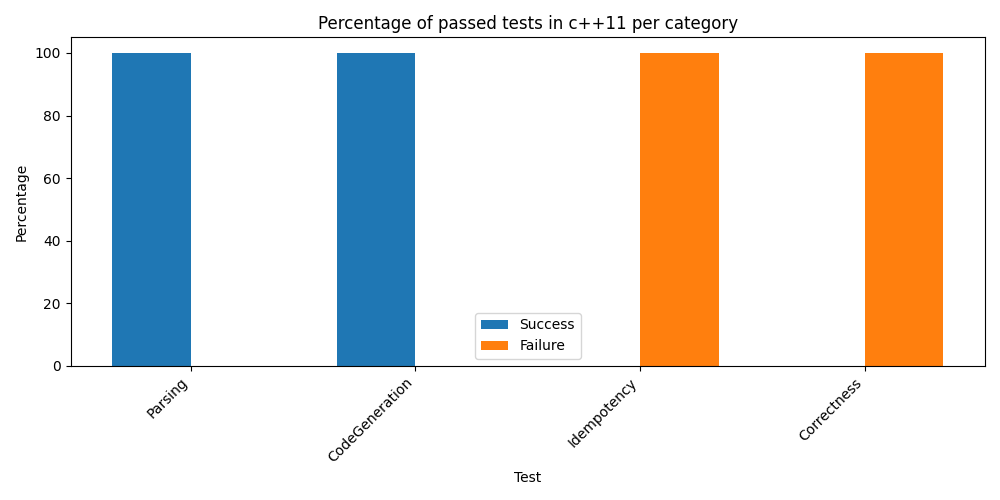 Percentage of passed tests in c++11 per category
Percentage
100
80
60
40
20
0
Success
Failure
Parsing
CodeGeneration
Idempotency
Correctness
Test